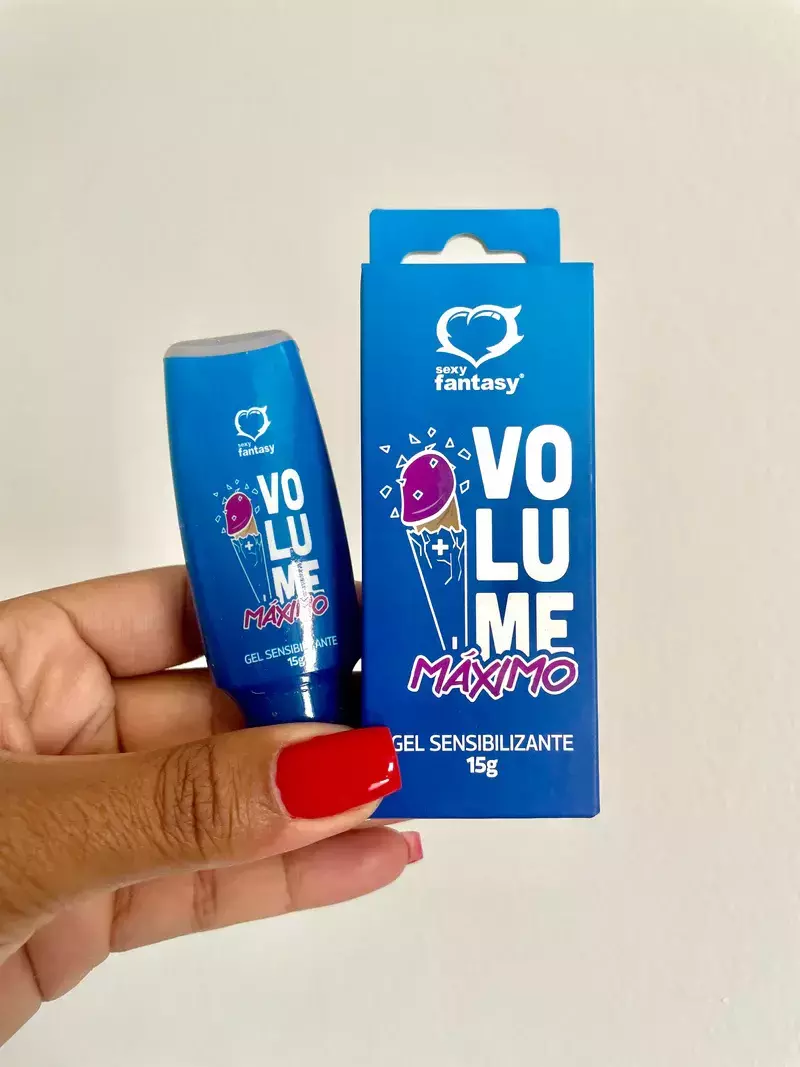 sexy
fantasy
VO
LU
ME
MÁXIMO
GEL SENSIBILIZANTE
15g
sexy
fantasy®
VO
LU
ME
MÁXIMO
GEL SENSIBILIZANTE
15g